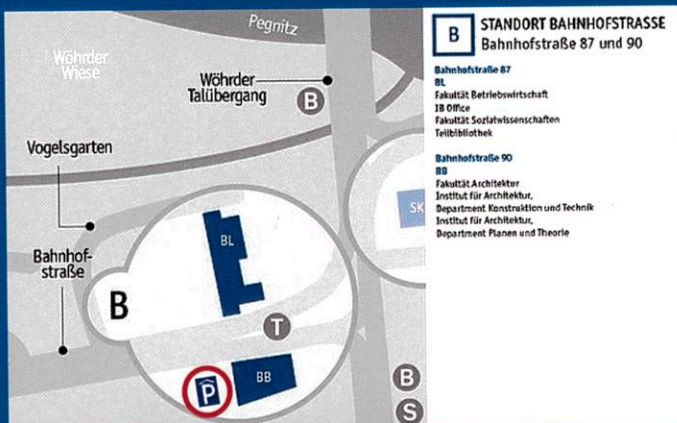 Pegnitz
Wöhrder
Wiese
Wöhrder
Talübergang
B
Vogelsgarten
Bahnhof-
straße
B
BL
SK
T
P
BB
B
S
B
STANDORT BAHNHOFSTRASSE
Bahnhofstraße 87 und 90
Bahnhofstraße 87
BL
Fakultät Betriebswirtschaft
IB Office
Fakultät Sozialwissenschaften
Teilbibliothek
Bahnhofstraße 90
BB
Fakultät Architektur
Institut für Architektur,
Department Konstruktion und Technik
Institut für Architektur,
Department Planen und Theorie